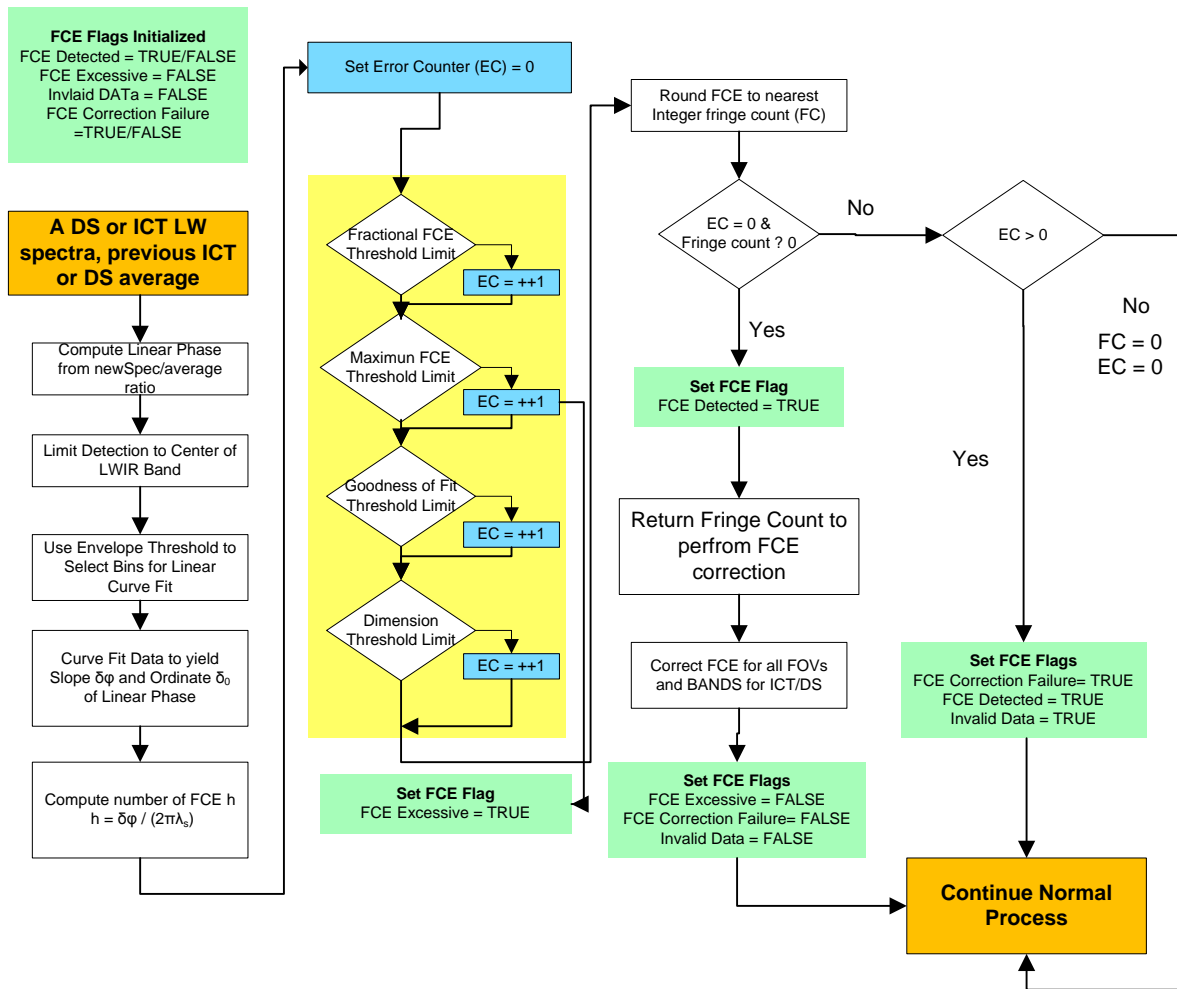 FCE Flags Initialized
FCE Detected = TRUE/FALSE
FCE Excessive = FALSE
Invlaid DATa = FALSE
FCE Correction Failure
=TRUE/FALSE
A DS or ICT LW
spectra, previous ICT
or DS average
Compute Linear Phase
from newSpec/average
ratio
Limit Detection to Center of
LWIR Band
Use Envelope Threshold to
Select Bins for Linear
Curve Fit
Curve Fit Data to yield
Slope δφ and Ordinate δ₀
of Linear Phase
Compute number of FCE h
h = δφ / (2πλₛ)
Set Error Counter (EC) = 0
Fractional FCE
Threshold Limit
EC = ++1
Maximun FCE
Threshold Limit
EC = ++1
Goodness of Fit
Threshold Limit
EC = ++1
Dimension
Threshold Limit
EC = ++1
Set FCE Flag
FCE Excessive = TRUE
Round FCE to nearest
Integer fringe count (FC)
EC = 0 &
Fringe count ? 0
No
Yes
Set FCE Flag
FCE Detected = TRUE
Return Fringe Count to
perfrom FCE
correction
Correct FCE for all FOVs
and BANDS for ICT/DS
Set FCE Flags
FCE Excessive = FALSE
FCE Correction Failure= FALSE
Invalid Data = FALSE
EC > 0
No
FC = 0
EC = 0
Yes
Set FCE Flags
FCE Correction Failure= TRUE
FCE Detected = TRUE
Invalid Data = TRUE
Continue Normal
Process